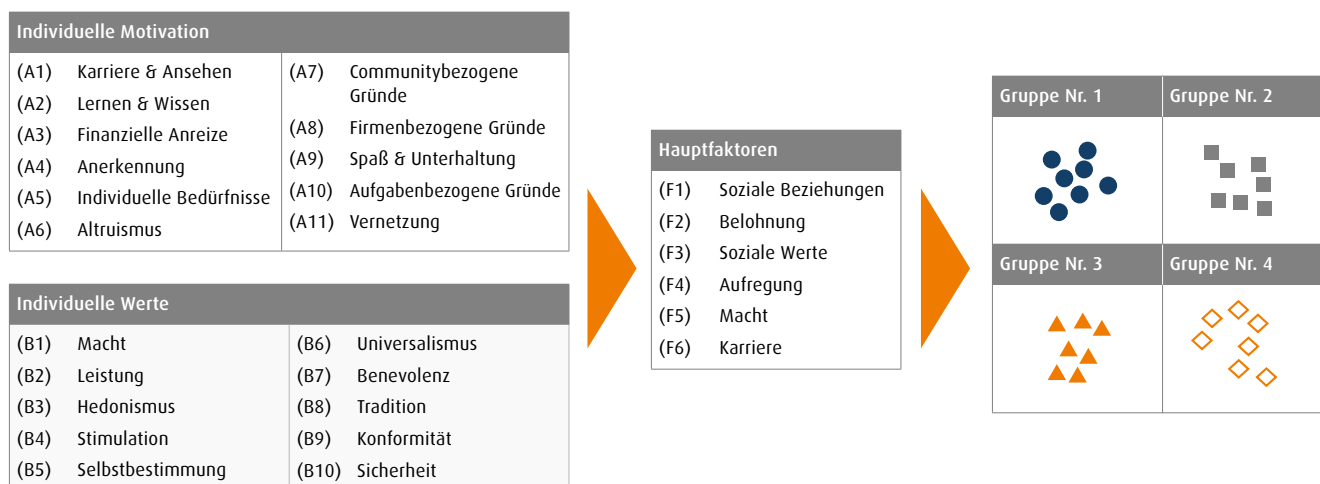 Individuelle Motivation
(A1) Karriere & Ansehen
(A2) Lernen & Wissen
(A3) Finanzielle Anreize
(A4) Anerkennung
(A5) Individuelle Bedürfnisse
(A6) Altruismus
(A7) Communitybezogene
Gründe
(A8) Firmenbezogene Gründe
(A9) Spaß & Unterhaltung
(A10) Aufgabenbezogene Gründe
(A11) Vernetzung
Individuelle Werte
(B1) Macht
(B2) Leistung
(B3) Hedonismus
(B4) Stimulation
(B5) Selbstbestimmung
(B6) Universalismus
(B7) Benevolenz
(B8) Tradition
(B9) Konformität
(B10) Sicherheit
Hauptfaktoren
(F1) Soziale Beziehungen
(F2) Belohnung
(F3) Soziale Werte
(F4) Aufregung
(F5) Macht
(F6) Karriere
Gruppe Nr. 1
Gruppe Nr. 2
Gruppe Nr. 3
Gruppe Nr. 4